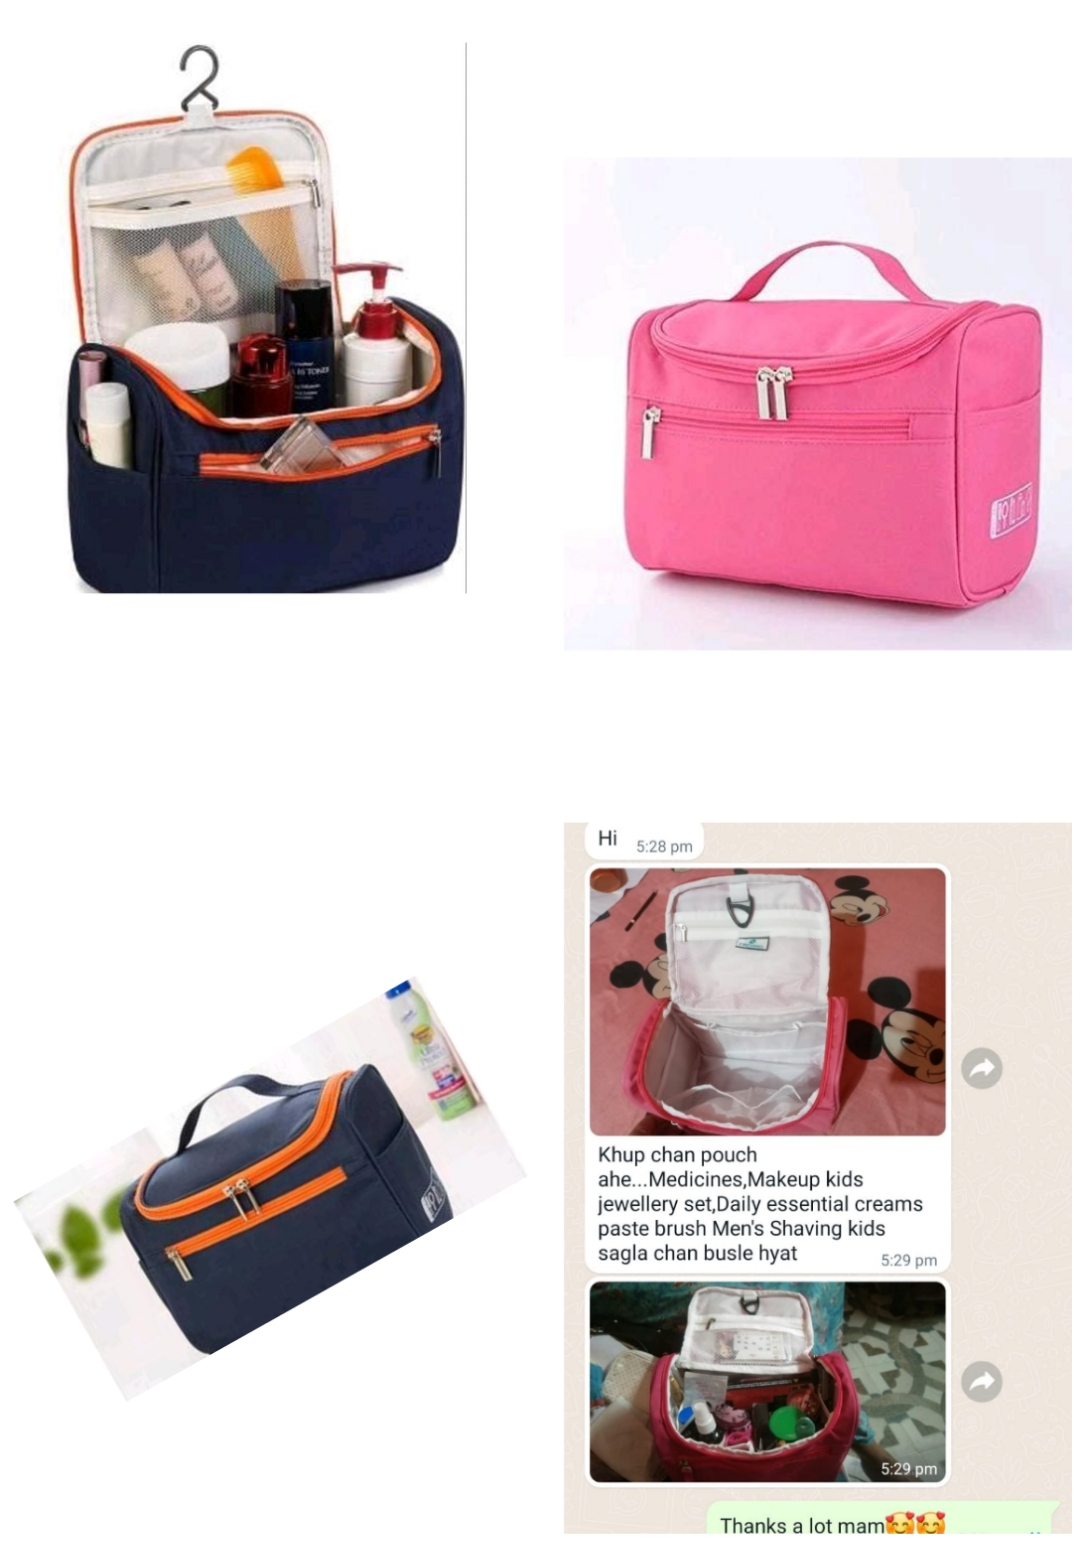 Hi
5:28 pm
Khup chan pouch
ahe...Medicines,Makeup kids
jewellery set,Daily essential creams
paste brush Men's Shaving kids
sagla chan busle hyat
5:29 pm
5:29 pm
Thanks a lot mam🥰🥰